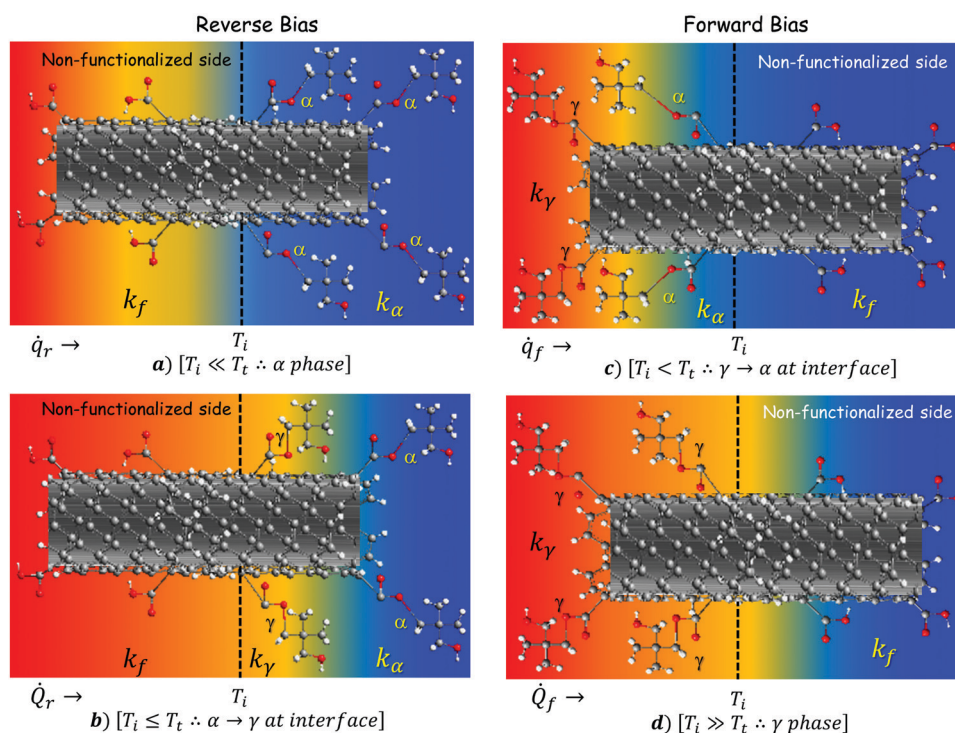 Reverse Bias
Forward Bias
Non-functionalized side
α
α
α
α
k_f
k_α
q̇_r →
T_i
a) [T_i ≪ T_t ∴ α phase]
Non-functionalized side
γ
α
k_γ
γ
α
k_α
k_f
q̇_f →
T_i
c) [T_i < T_t ∴ γ → α at interface]
Non-functionalized side
γ
α
γ
α
k_f
k_γ
k_α
Q̇_r →
T_i
b) [T_i ≤ T_t ∴ α → γ at interface]
Non-functionalized side
γ
γ
k_γ
γ
γ
k_f
Q̇_f →
T_i
d) [T_i ≫ T_t ∴ γ phase]